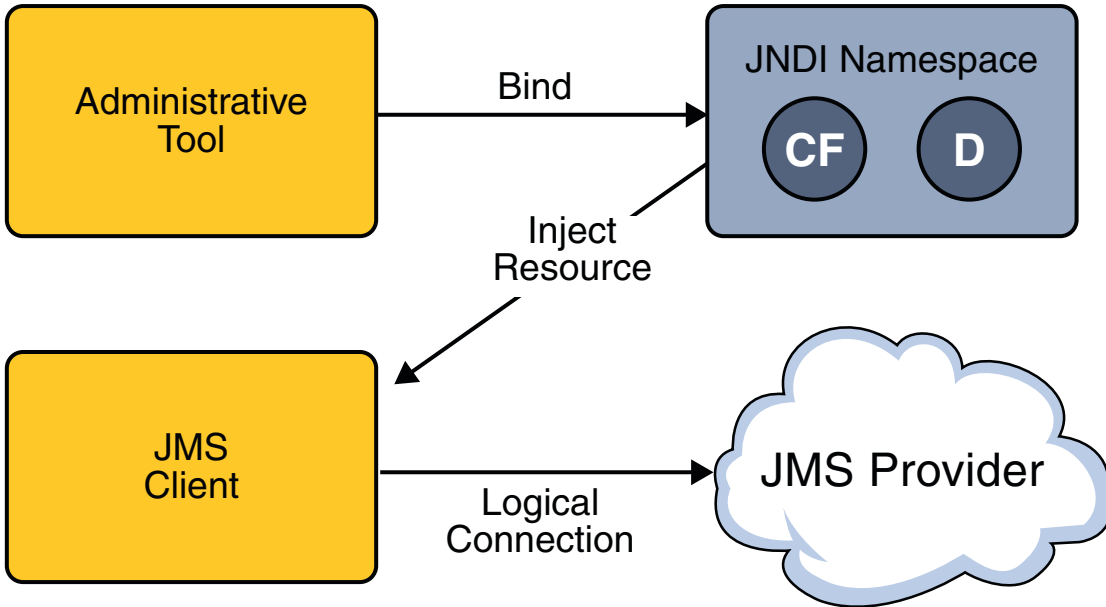 Administrative
Tool
Bind
JNDI Namespace
CF
D
Inject
Resource
JMS
Client
Logical
Connection
JMS Provider